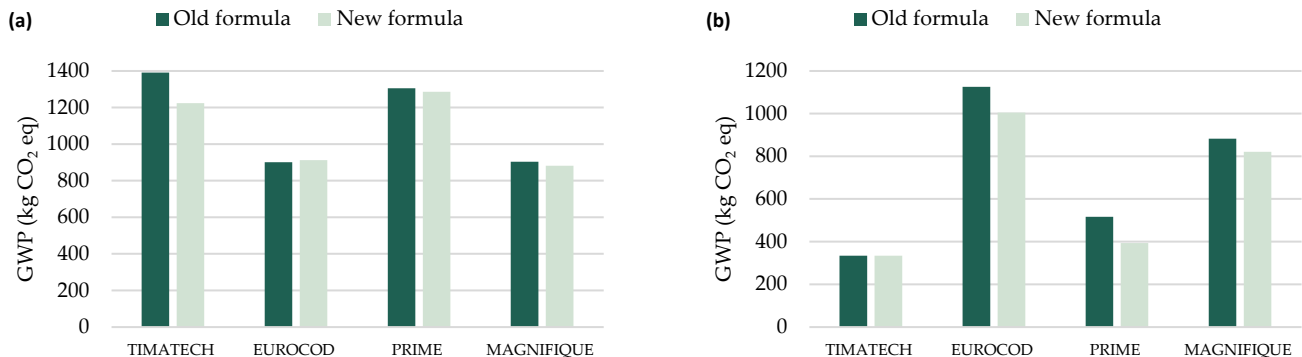 (a)
Old formula New formula
GWP (kg CO₂ eq)
1400
1200
1000
800
600
400
200
0
TIMATECH EUROCOD PRIME MAGNIFIQUE
(b)
Old formula New formula
GWP (kg CO₂ eq)
1200
1000
800
600
400
200
0
TIMATECH EUROCOD PRIME MAGNIFIQUE